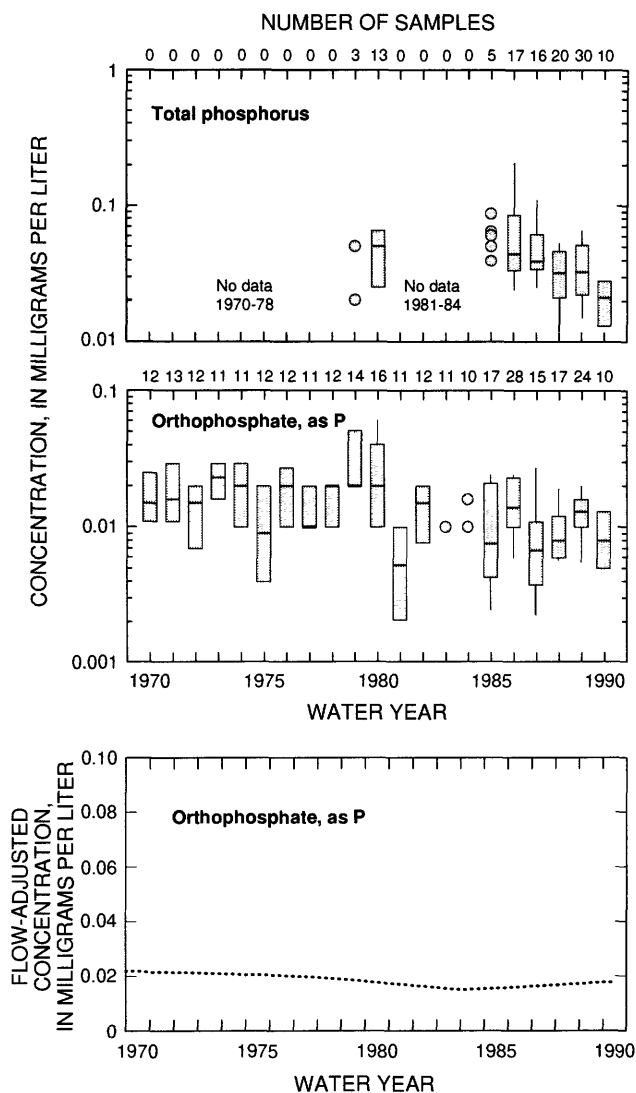 NUMBER OF SAMPLES
0 0 0 0 0 0 0 0 0 3 13 0 0 0 0 5 17 16 20 30 10
1
Total phosphorus
0.1
No data 1970-78
No data 1981-84
0.01
CONCENTRATION, IN MILLIGRAMS PER LITER
12 13 12 11 11 12 12 11 12 14 16 11 12 11 10 17 28 15 17 24 10
0.1
Orthophosphate, as P
0.01
0.001
1970 1975 1980 1985 1990
WATER YEAR
0.10
Orthophosphate, as P
0.08
0.06
0.04
0.02
0
FLOW-ADJUSTED
CONCENTRATION,
IN MILLIGRAMS PER LITER
1970 1975 1980 1985 1990
WATER YEAR